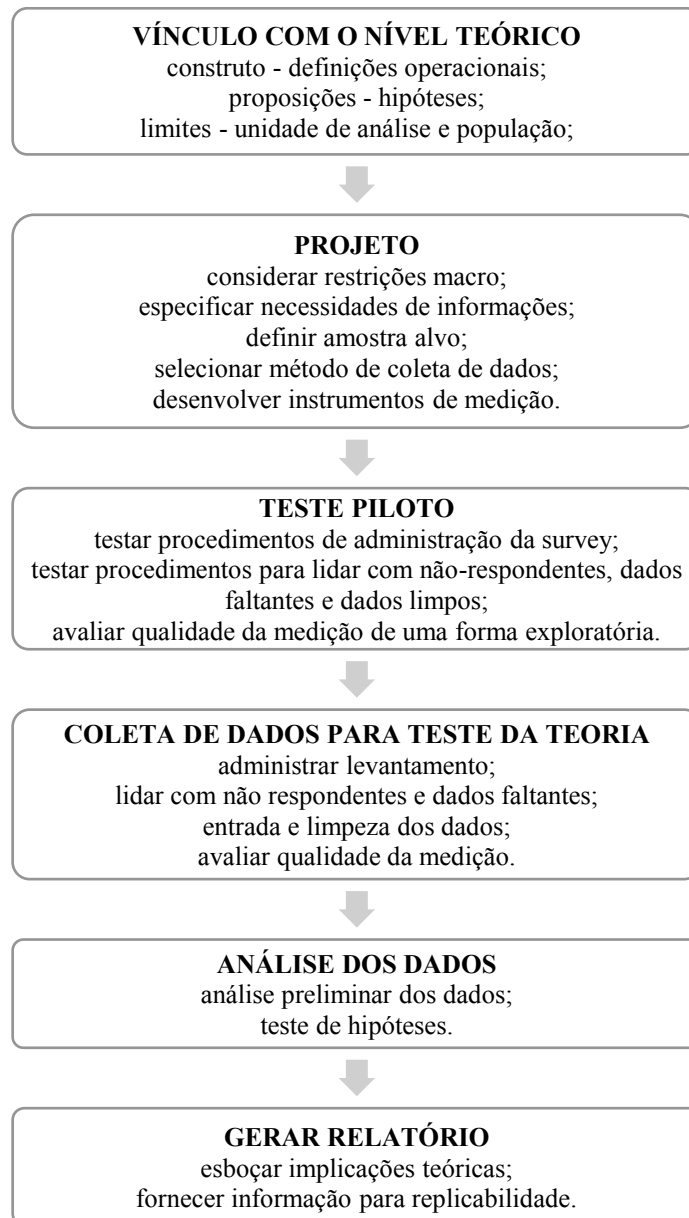 VÍNCULO COM O NÍVEL TEÓRICO
construto - definições operacionais;
proposições - hipóteses;
limites - unidade de análise e população;
PROJETO
considerar restrições macro;
especificar necessidades de informações;
definir amostra alvo;
selecionar método de coleta de dados;
desenvolver instrumentos de medição.
TESTE PILOTO
testar procedimentos de administração da survey;
testar procedimentos para lidar com não-respondentes, dados
faltantes e dados limpos;
avaliar qualidade da medição de uma forma exploratória.
COLETA DE DADOS PARA TESTE DA TEORIA
administrar levantamento;
lidar com não respondentes e dados faltantes;
entrada e limpeza dos dados;
avaliar qualidade da medição.
ANÁLISE DOS DADOS
análise preliminar dos dados;
teste de hipóteses.
GERAR RELATÓRIO
esboçar implicações teóricas;
fornecer informação para replicabilidade.